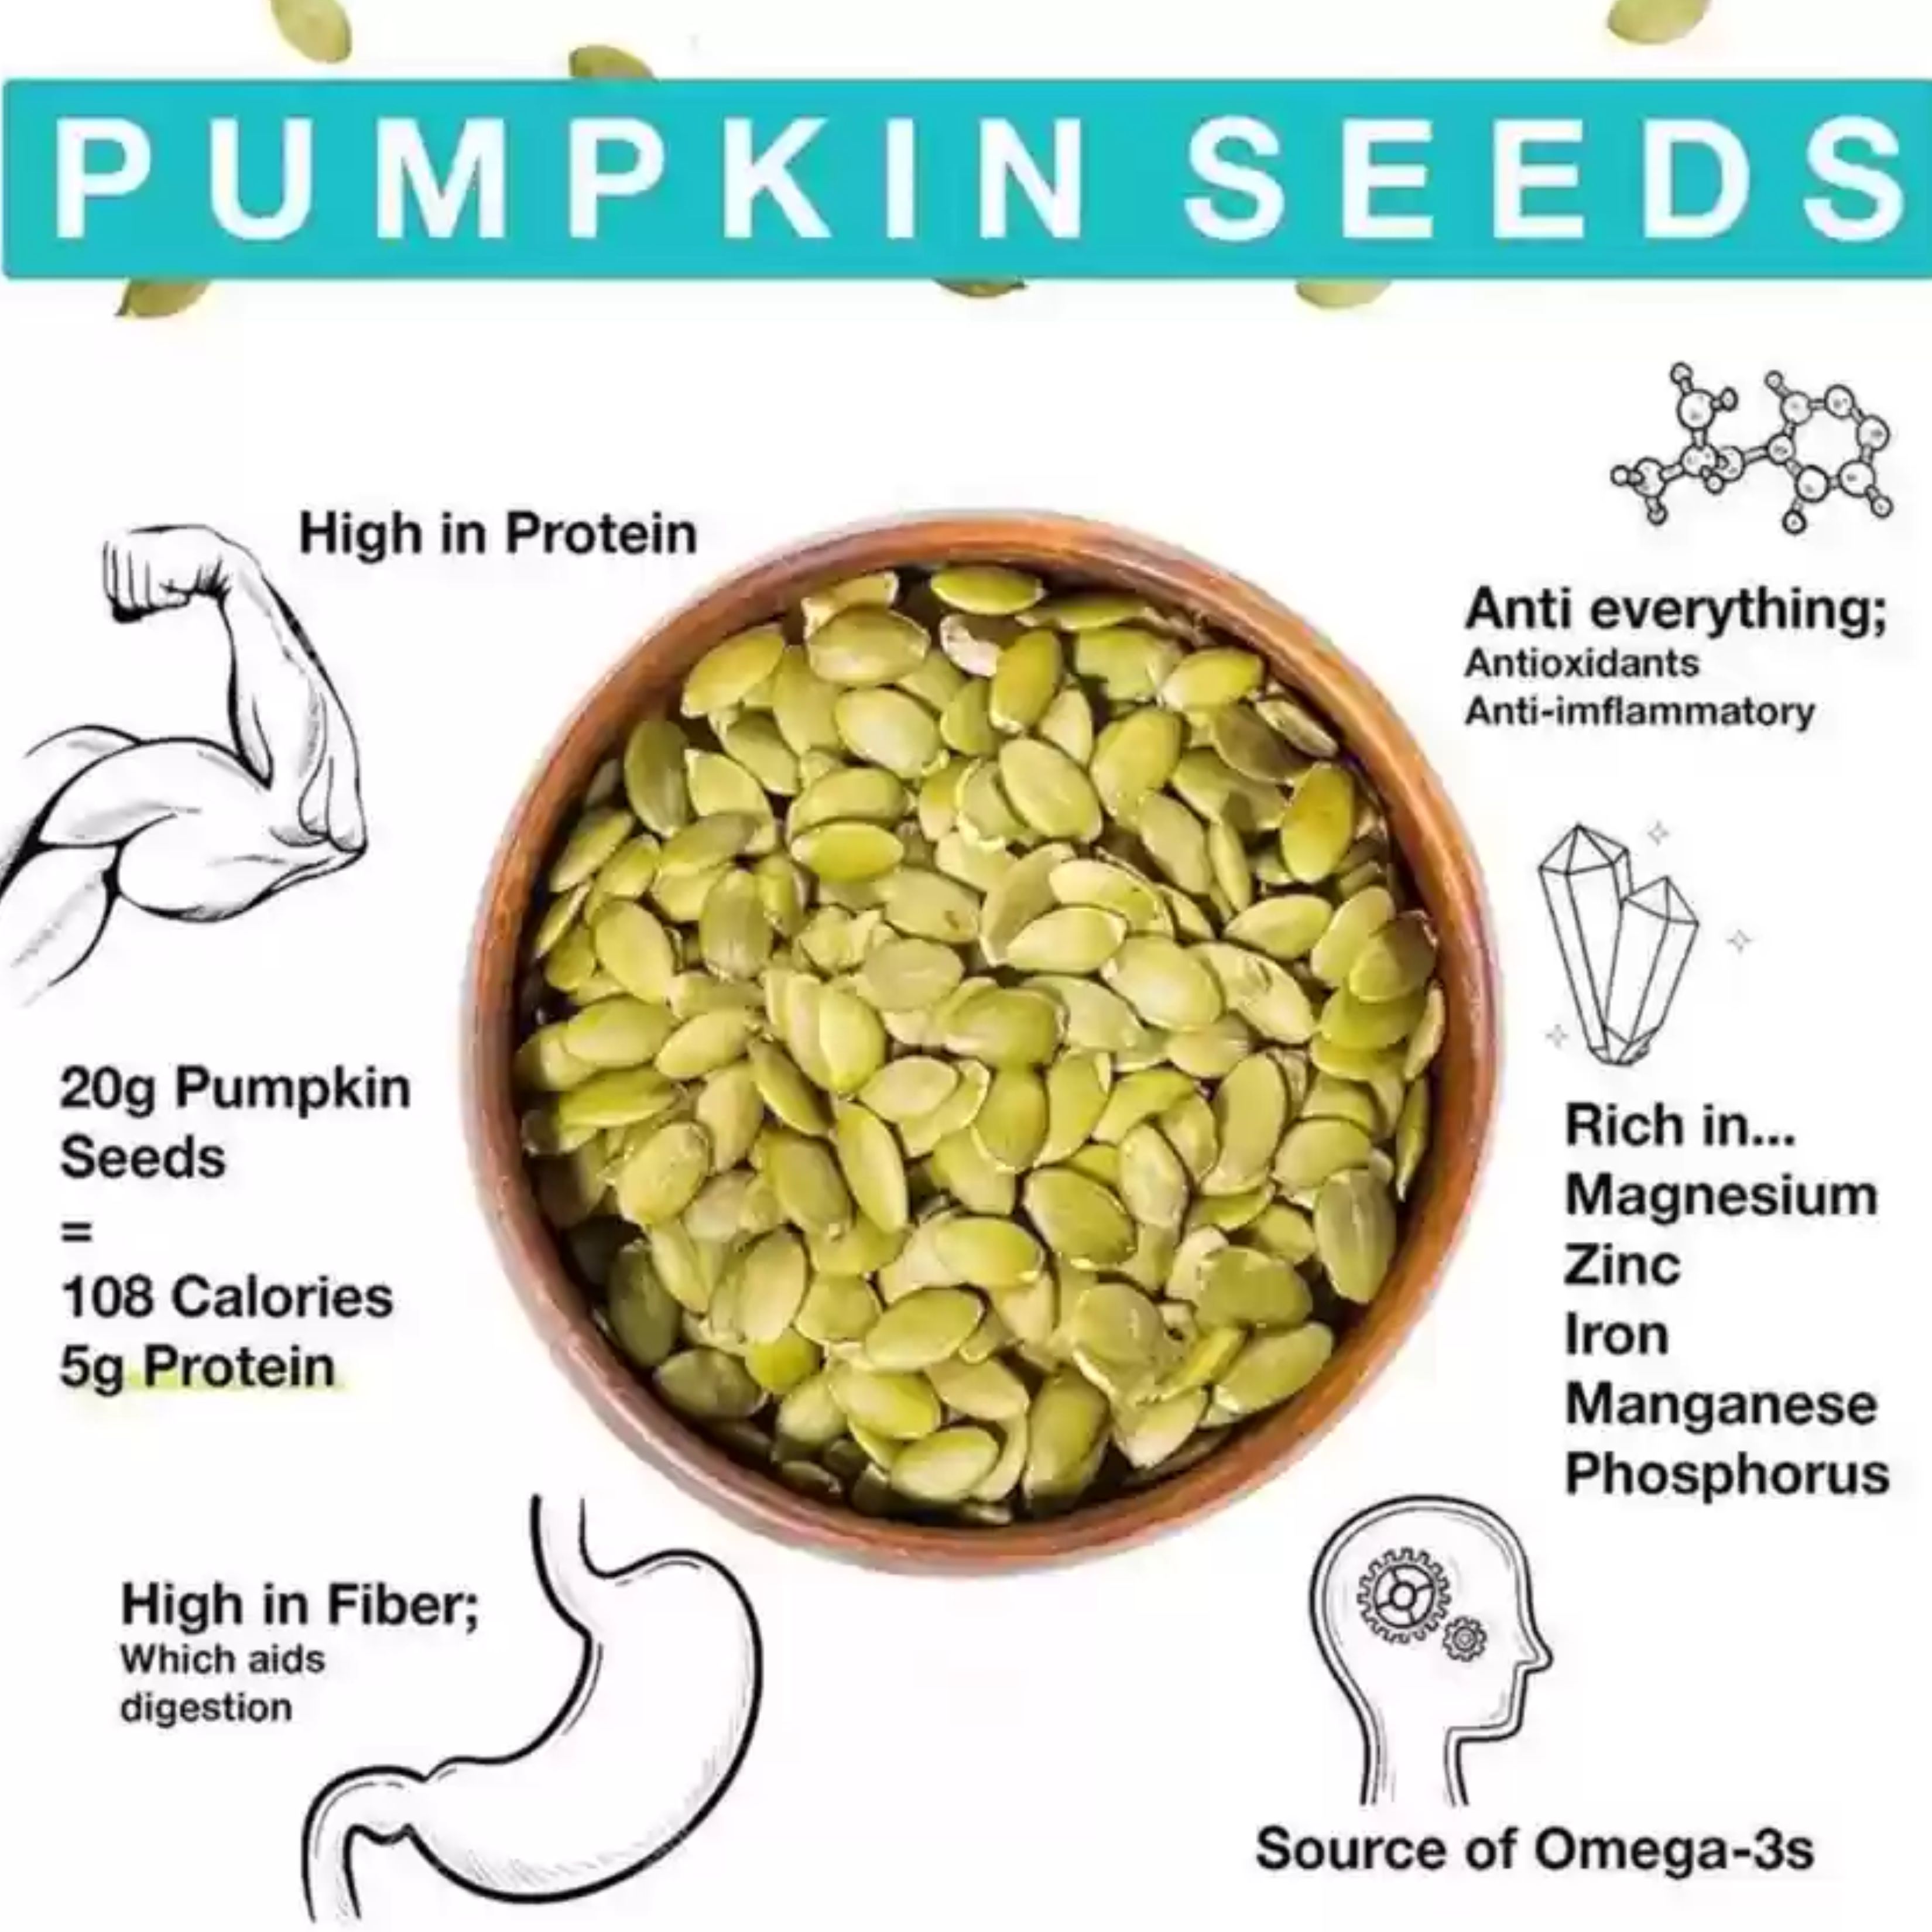 PUMPKIN SEEDS
High in Protein
20g Pumpkin
Seeds
=
108 Calories
5g Protein
High in Fiber;
Which aids
digestion
Anti everything;
Antioxidants
Anti-imflammatory
Rich in...
Magnesium
Zinc
Iron
Manganese
Phosphorus
Source of Omega-3s